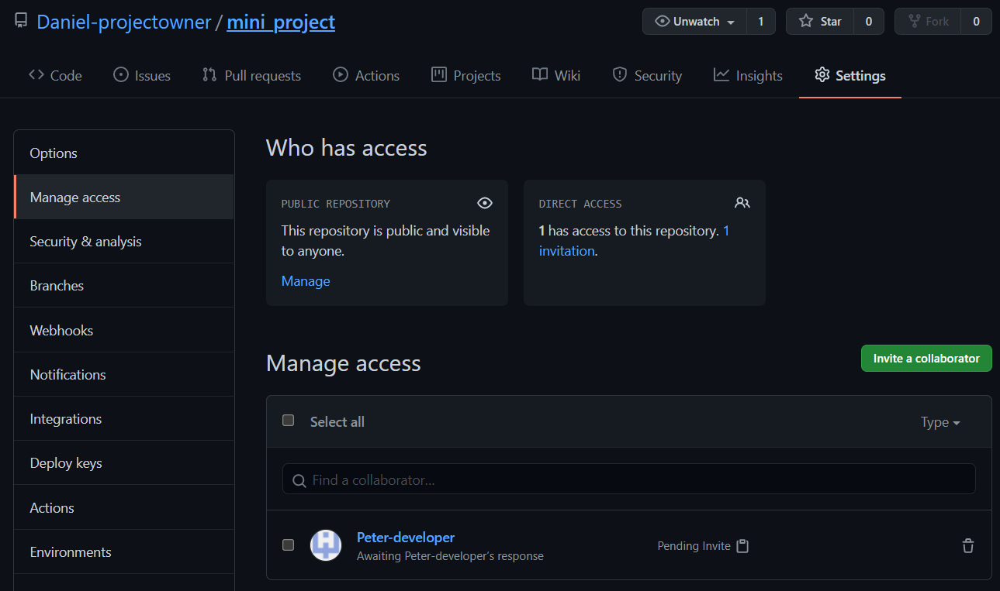 Daniel-projectowner / mini_project
Unwatch 1 Star 0 Fork 0
Code Issues Pull requests Actions Projects Wiki Security Insights Settings
Options
Manage access
Security & analysis
Branches
Webhooks
Notifications
Integrations
Deploy keys
Actions
Environments
Who has access
PUBLIC REPOSITORY
This repository is public and visible
to anyone.
Manage
DIRECT ACCESS
1 has access to this repository. 1
invitation.
Manage access
Invite a collaborator
Select all
Type
Find a collaborator...
Peter-developer
Awaiting Peter-developer's response
Pending Invite